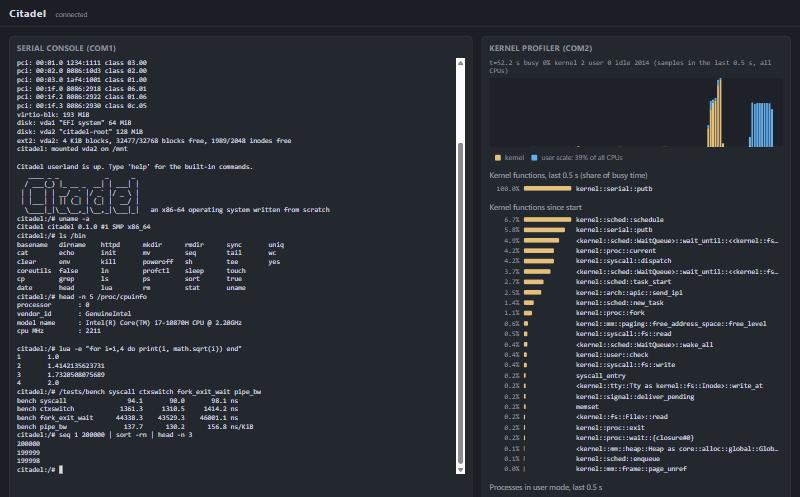 Citadel connected
SERIAL CONSOLE (COM1)
pci: 00:01.0 1234:1111 class 03.00
pci: 00:02.0 8086:10d3 class 02.00
pci: 00:03.0 1af4:1001 class 01.00
pci: 00:1f.0 8086:2918 class 06.01
pci: 00:1f.2 8086:2922 class 01.06
pci: 00:1f.3 8086:2930 class 0c.05
virtio-blk: 193 MiB
disk: vda1 "EFI system" 64 MiB
disk: vda2 "citadel-root" 128 MiB
ext2: vda2: 4 KiB blocks, 32477/32768 blocks free, 1989/2048 inodes free
citadel: mounted vda2 on /mnt
Citadel userland is up. Type 'help' for the built-in commands.
an x86-64 operating system written from scratch
citadel:/# uname -a
Citadel citadel 0.1.0 #1 SMP x86_64
citadel:/# ls /bin
basename dirname httpd mkdir rmdir sync uniq
cat echo init mv seq tail wc
clear env kill poweroff sh tee yes
coreutils false ln profctl sleep touch
cp grep ls ps sort true
date head lua rm stat uname
citadel:/# head -n 5 /proc/cpuinfo
processor : 0
vendor_id : GenuineIntel
model name : Intel(R) Core(TM) i7-10870H CPU @ 2.20GHz
cpu MHz : 2211
citadel:/# lua -e "for i=1,4 do print(i, math.sqrt(i)) end"
1 1.0
2 1.4142135623731
3 1.7320508075689
4 2.0
citadel:/# /tests/bench syscall ctxswitch fork_exit_wait pipe_bw
bench syscall 94.1 90.0 98.1 ns
bench ctxswitch 1361.3 1310.5 1414.2 ns
bench fork_exit_wait 44338.3 43529.3 46001.1 ns
bench pipe_bw 137.7 130.2 156.8 ns/KiB
citadel:/# seq 1 200000 | sort -rn | head -n 3
200000
199999
199998
citadel:/#
KERNEL PROFILER (COM2)
t=52.2 s busy 0% kernel 2 user 0 idle 2014 (samples in the last 0.5 s, all
CPUs)
kernel user scale: 39% of all CPUs
Kernel functions, last 0.5 s (share of busy time)
100.0% kernel::serial::putb
Kernel functions since start
6.7% kernel::sched::schedule
5.8% kernel::serial::putb
4.9% <kernel::sched::WaitQueue>::wait_until::<<kernel::fs…
4.2% kernel::proc::current
4.2% kernel::syscall::dispatch
3.7% <kernel::sched::WaitQueue>::wait_until::<<kernel::fs…
2.7% kernel::sched::task_start
2.5% kernel::arch::apic::send_ipi
1.4% kernel::sched::new_task
1.1% kernel::proc::fork
0.6% kernel::mm::paging::free_address_space::free_level
0.5% kernel::syscall::fs::read
0.4% <kernel::sched::WaitQueue>::wake_all
0.4% kernel::user::check
0.4% kernel::syscall::fs::write
0.2% syscall_entry
0.2% <kernel::tty::Tty as kernel::fs::Inode>::write_at
0.2% kernel::signal::deliver_pending
0.2% memset
0.2% <kernel::fs::File>::read
0.2% kernel::proc::exit
0.2% kernel::proc::wait::{closure#0}
0.1% <kernel::mm::heap::Heap as core::alloc::global::Glob…
0.1% kernel::sched::enqueue
0.0% kernel::mm::frame::page_unref
Processes in user mode, last 0.5 s